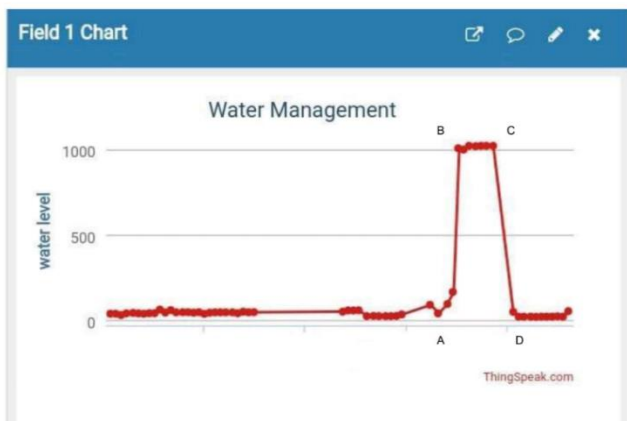 Field 1 Chart
Water Management
B
C
1000
water level
500
0
A
D
ThingSpeak.com